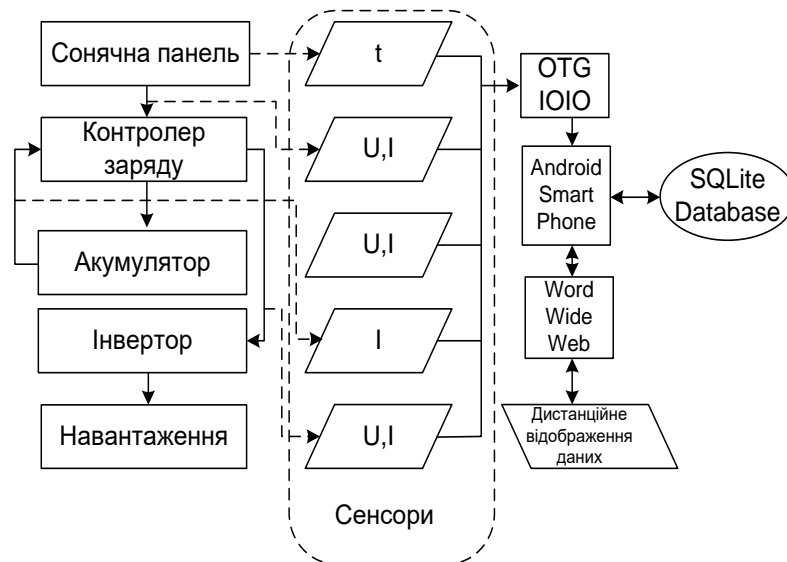 Сонячна панель
Контролер
заряду
Акумулятор
Інвертор
Навантаження
t
U,I
U,I
I
U,I
Сенсори
OTG
IOIO
Android
Smart
Phone
SQLite
Database
Word
Wide
Web
Дистанційне
відображення
даних